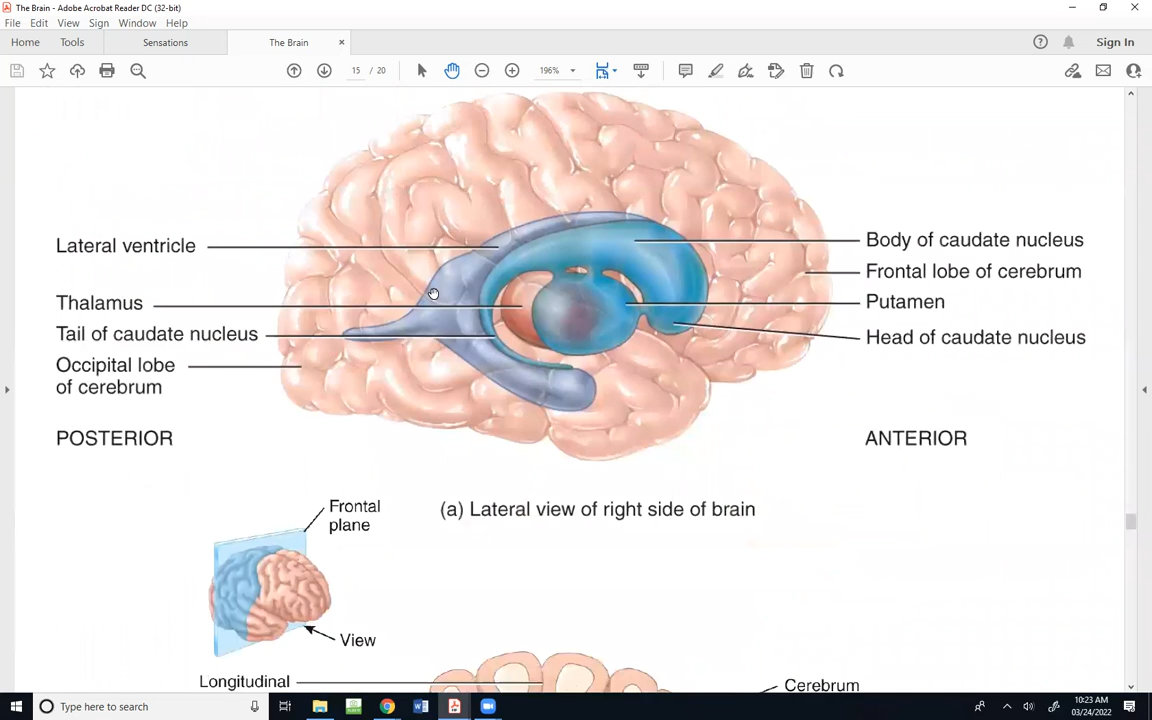 The Brain - Adobe Acrobat Reader DC (32-bit)
File Edit View Sign Window Help
Home Tools Sensations The Brain × Sign In
15 / 20 196%
Lateral ventricle
Thalamus
Tail of caudate nucleus
Occipital lobe
of cerebrum
POSTERIOR
Body of caudate nucleus
Frontal lobe of cerebrum
Putamen
Head of caudate nucleus
ANTERIOR
(a) Lateral view of right side of brain
Frontal
plane
View
Longitudinal
Cerebrum
Type here to search
10:23 AM
03/24/2022